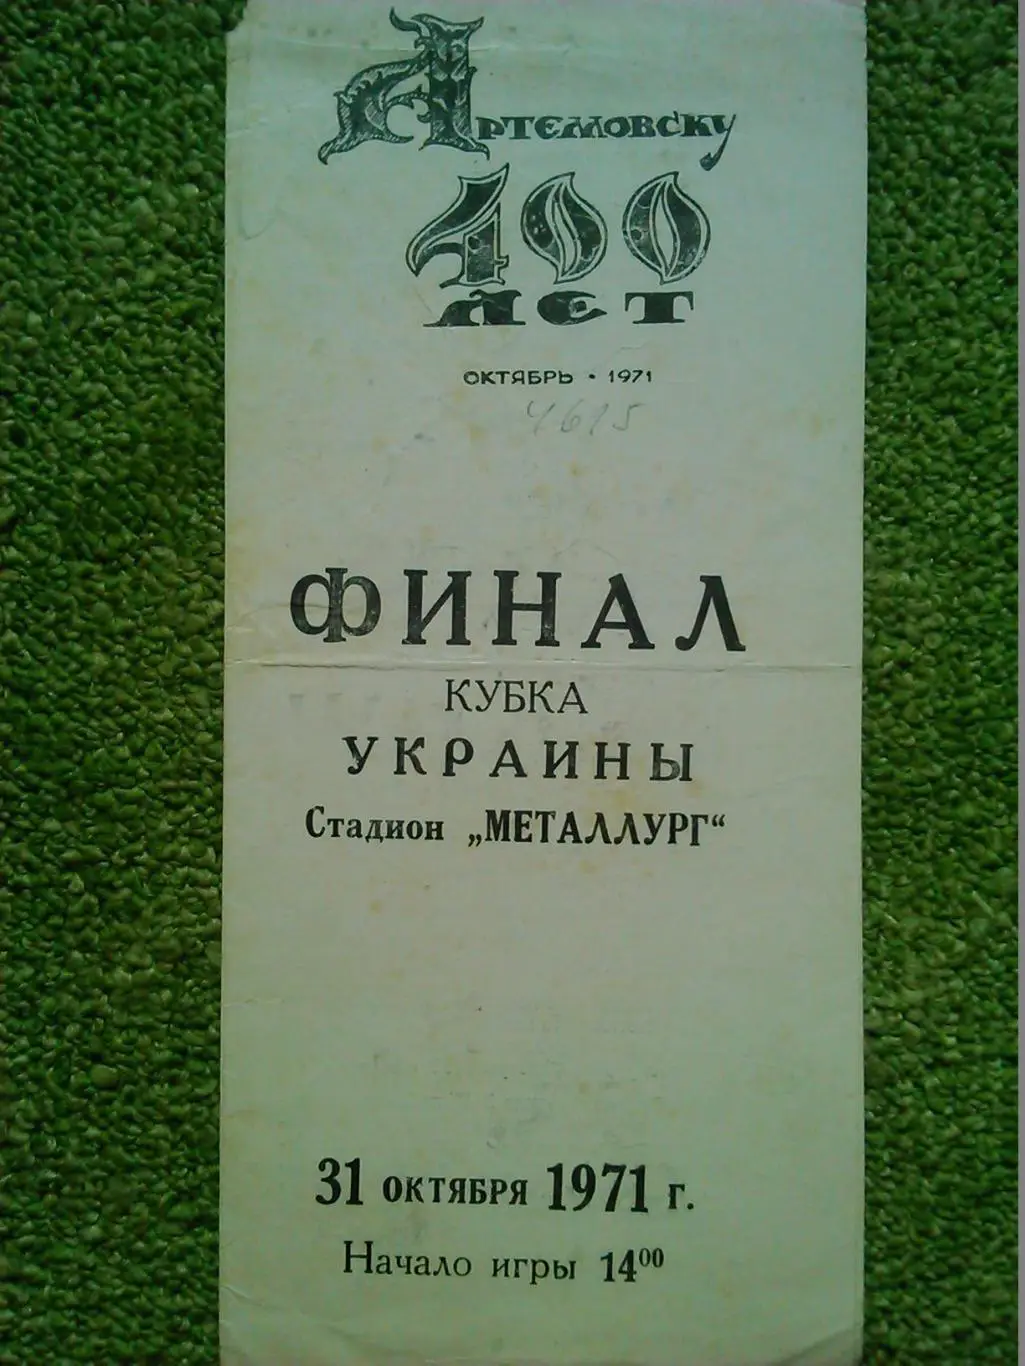 Артемовску
400
лет
ОКТЯБРЬ • 1971
4615
ФИНАЛ
КУБКА
УКРАИНЫ
Стадион „МЕТАЛЛУРГ“
31 ОКТЯБРЯ 1971 г.
Начало игры 14⁰⁰